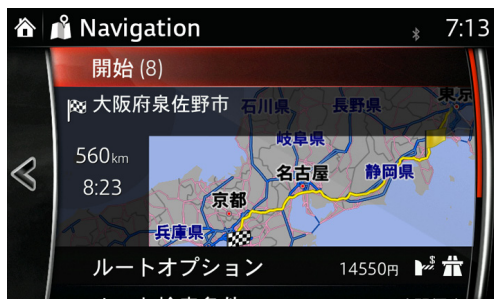 Navigation 7:13
開始 (8)
大阪府泉佐野市
石川県 長野県 東京
岐阜県
560km
名古屋 静岡県
8:23
京都
兵庫県
ルートオプション 14550円